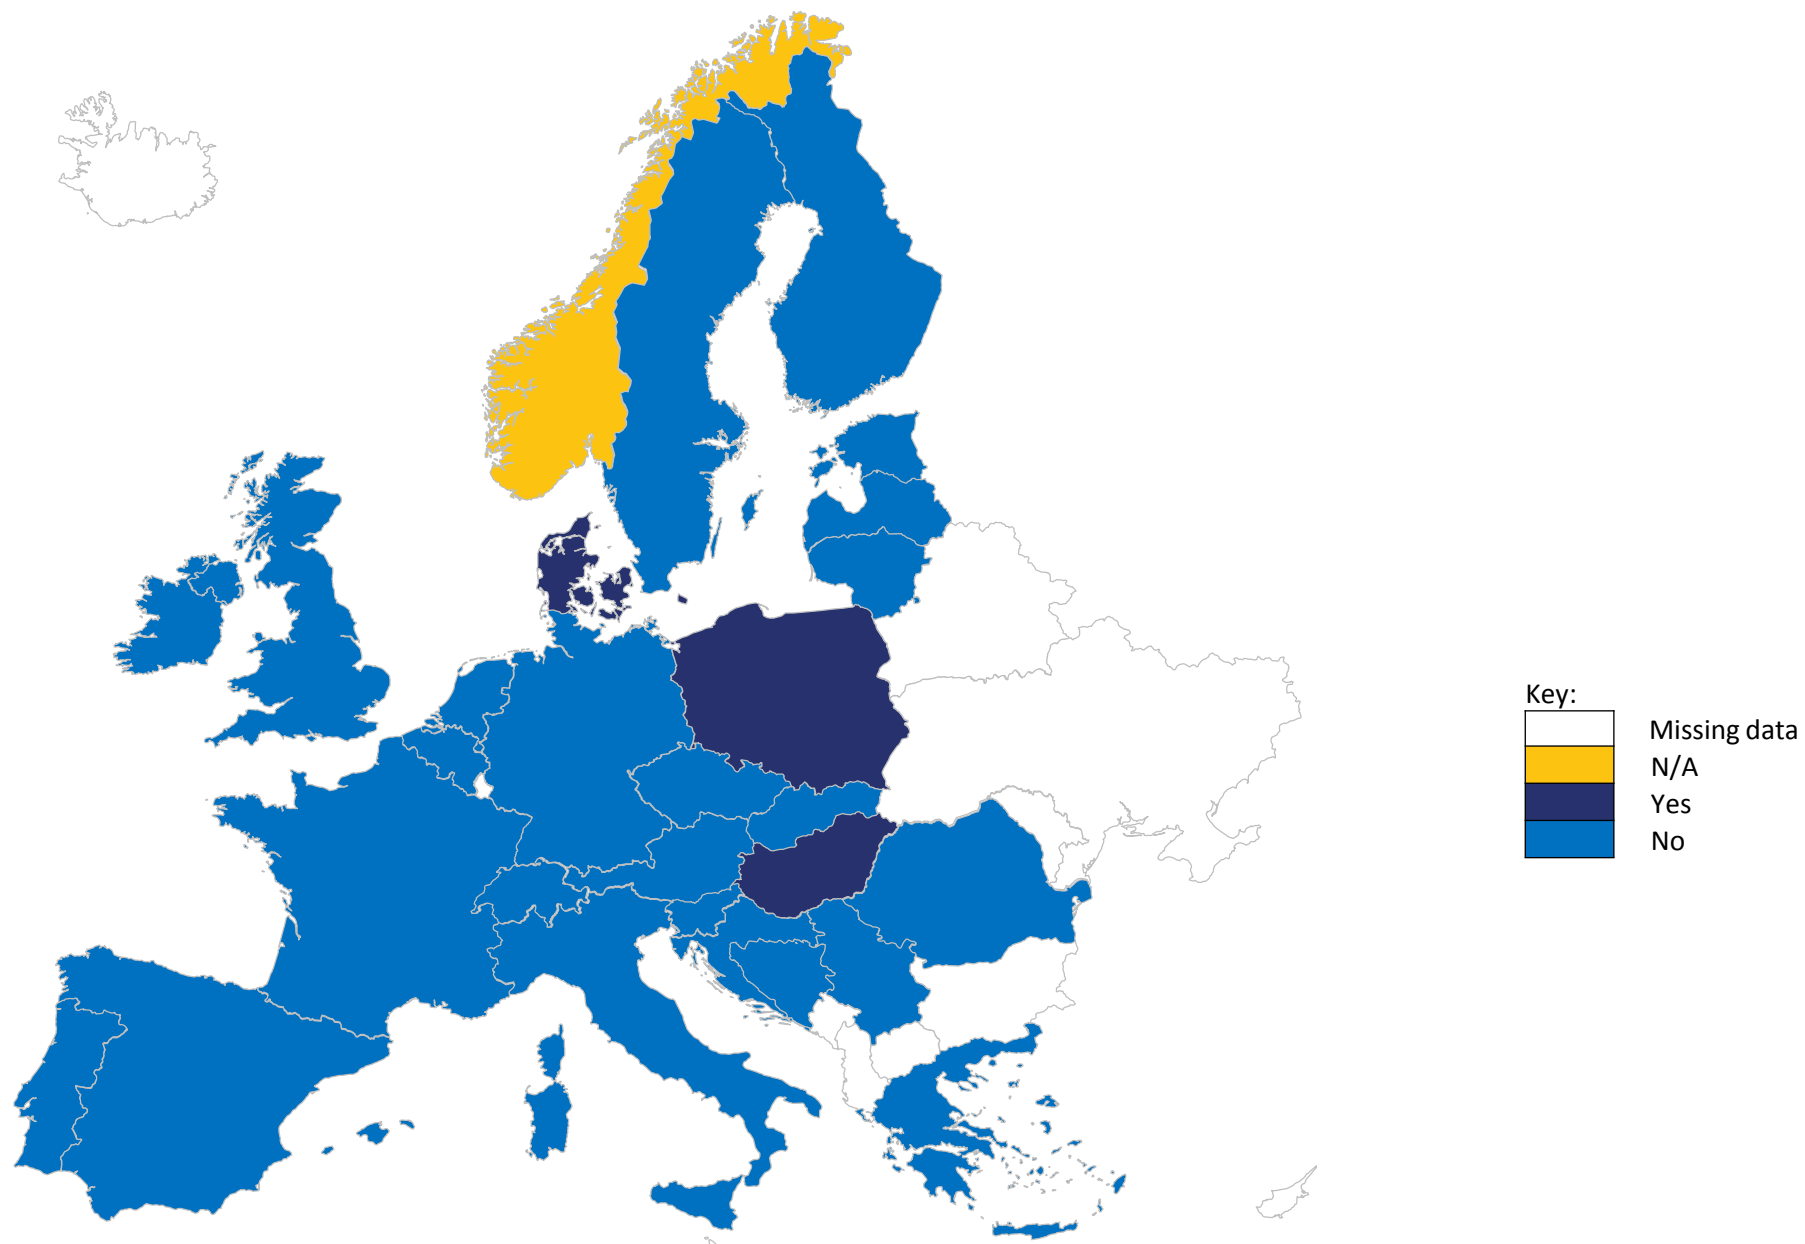 Key:
Missing data
N/A
Yes
No